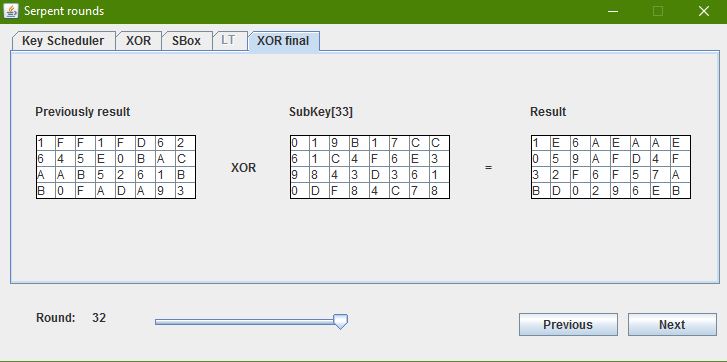 Serpent rounds
Key Scheduler XOR SBox LT XOR final
Previously result SubKey[33] Result
1 F F 1 F D 6 2 0 1 9 B 1 7 C C 1 E 6 A E A A E
6 4 5 E 0 B A C 6 1 C 4 F 6 E 3 0 5 9 A F D 4 F
XOR =
A A B 5 2 6 1 B 9 8 4 3 D 3 6 1 3 2 F 6 F 5 7 A
B 0 F A D A 9 3 0 D F 8 4 C 7 8 B D 0 2 9 6 E B
Round: 32 Previous Next